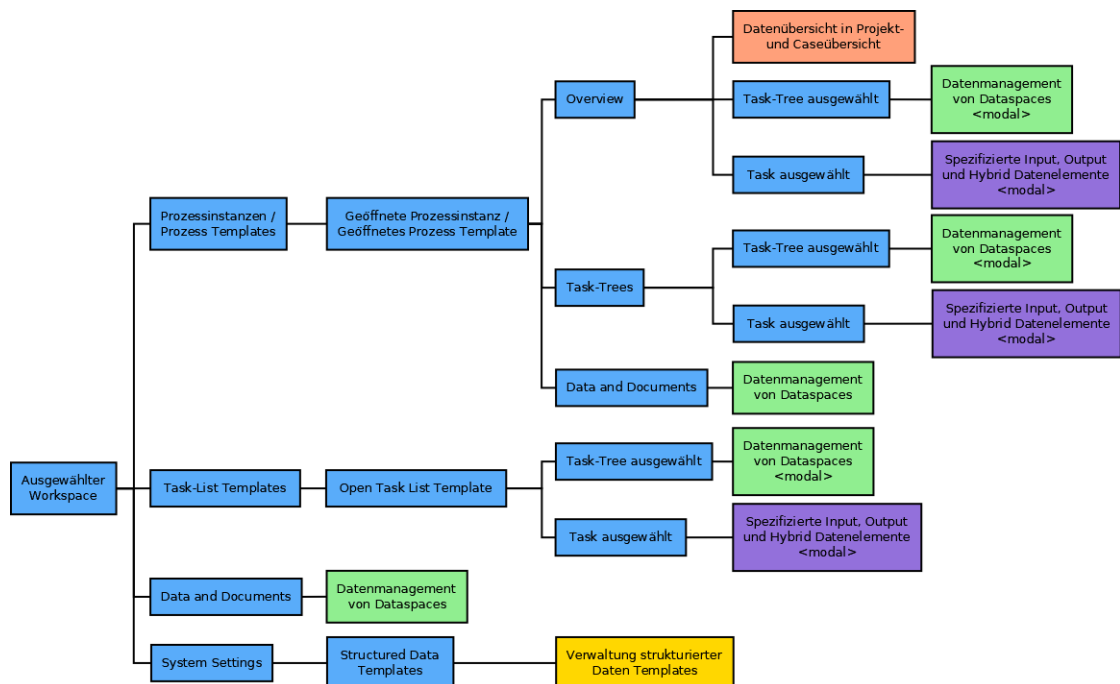 Datenübersicht in Projekt-
und Caseübersicht
Overview
Task-Tree ausgewählt
Datenmanagement
von Dataspaces
<modal>
Task ausgewählt
Spezifizierte Input, Output
und Hybrid Datenelemente
<modal>
Prozessinstanzen /
Prozess Templates
Geöffnete Prozessinstanz /
Geöffnetes Prozess Template
Task-Tree ausgewählt
Datenmanagement
von Dataspaces
<modal>
Task-Trees
Task ausgewählt
Spezifizierte Input, Output
und Hybrid Datenelemente
<modal>
Data and Documents
Datenmanagement
von Dataspaces
Ausgewählter
Workspace
Task-List Templates
Open Task List Template
Task-Tree ausgewählt
Datenmanagement
von Dataspaces
<modal>
Task ausgewählt
Spezifizierte Input, Output
und Hybrid Datenelemente
<modal>
Data and Documents
Datenmanagement
von Dataspaces
System Settings
Structured Data
Templates
Verwaltung strukturierter
Daten Templates